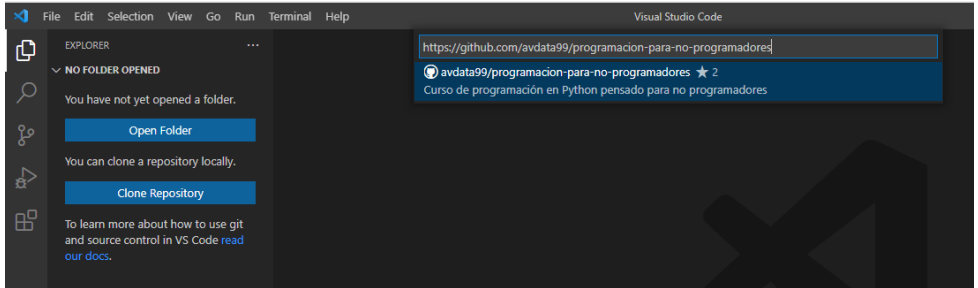 File Edit Selection View Go Run Terminal Help
Visual Studio Code
EXPLORER
NO FOLDER OPENED
You have not yet opened a folder.
Open Folder
You can clone a repository locally.
Clone Repository
To learn more about how to use git
and source control in VS Code read
our docs.
https://github.com/avdata99/programacion-para-no-programadores
avdata99/programacion-para-no-programadores ★ 2
Curso de programación en Python pensado para no programadores